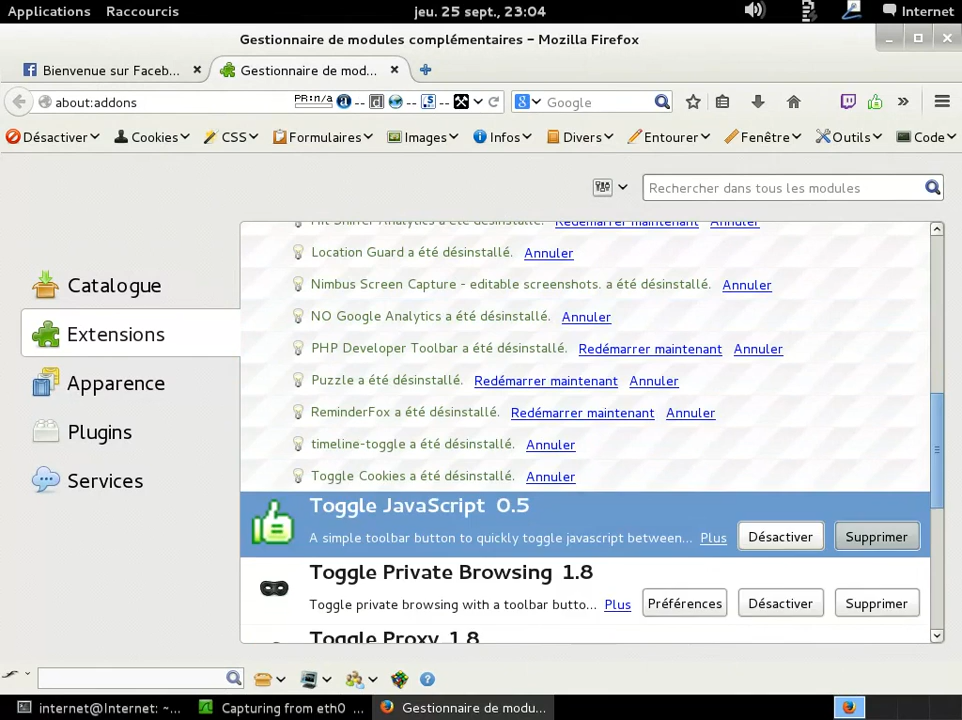 Applications Raccourcis jeu. 25 sept., 23:04 Internet
Gestionnaire de modules complémentaires – Mozilla Firefox
Bienvenue sur Faceb... Gestionnaire de mod...
about:addons PR:n/a Google
Désactiver Cookies CSS Formulaires Images Infos Divers Entourer Fenêtre Outils Code
Rechercher dans tous les modules
Analytics a été désinstallé. Redémarrer maintenant Annuler
Location Guard a été désinstallé. Annuler
Catalogue
Nimbus Screen Capture - editable screenshots. a été désinstallé. Annuler
NO Google Analytics a été désinstallé. Annuler
Extensions
PHP Developer Toolbar a été désinstallé. Redémarrer maintenant Annuler
Puzzle a été désinstallé. Redémarrer maintenant Annuler
Apparence
ReminderFox a été désinstallé. Redémarrer maintenant Annuler
Plugins
timeline-toggle a été désinstallé. Annuler
Toggle Cookies a été désinstallé. Annuler
Services
Toggle JavaScript 0.5
A simple toolbar button to quickly toggle javascript between... Plus Désactiver Supprimer
Toggle Private Browsing 1.8
Toggle private browsing with a toolbar butto... Plus Préférences Désactiver Supprimer
Toggle Proxy 1.8
internet@Internet: ~... Capturing from eth0 ... Gestionnaire de modu...